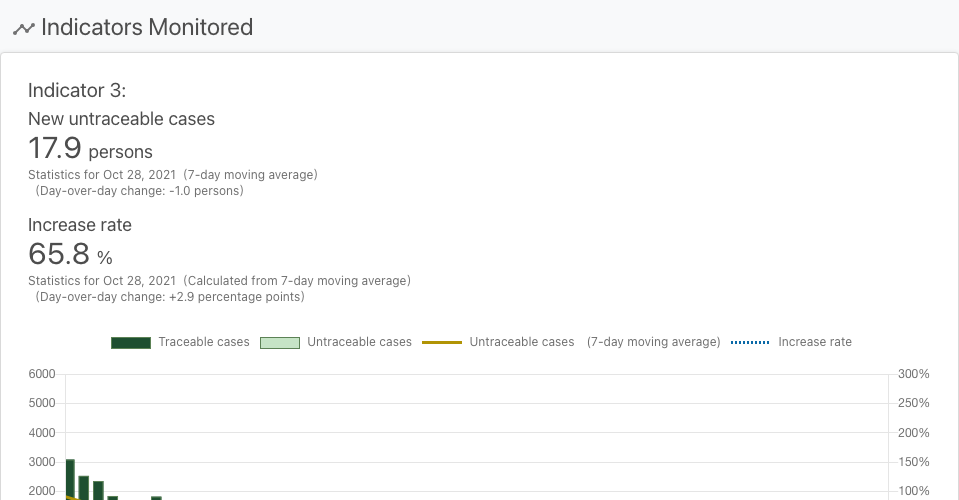 Indicators Monitored
Indicator 3:
New untraceable cases
17.9 persons
Statistics for Oct 28, 2021 (7-day moving average)
(Day-over-day change: -1.0 persons)
Increase rate
65.8 %
Statistics for Oct 28, 2021 (Calculated from 7-day moving average)
(Day-over-day change: +2.9 percentage points)
Traceable cases Untraceable cases Untraceable cases (7-day moving average) Increase rate
6000 300%
5000 250%
4000 200%
3000 150%
2000 100%